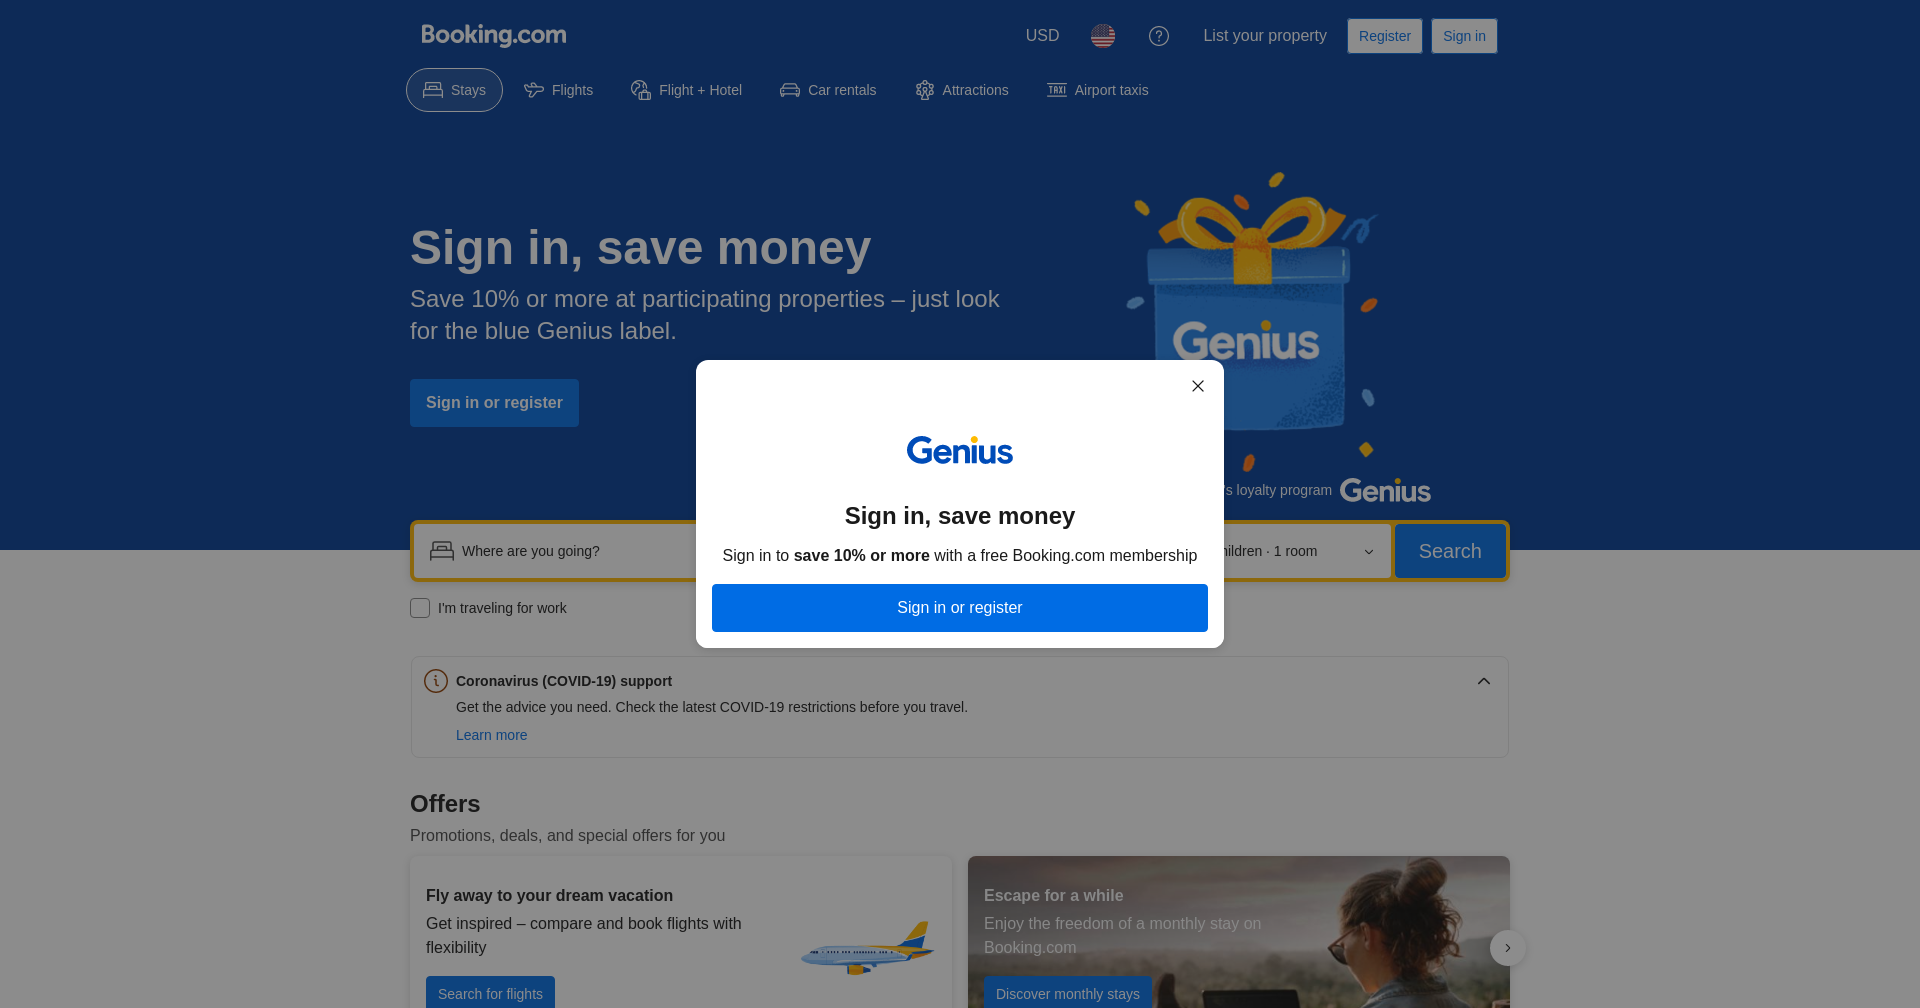 Booking.com
USD
List your property
Register
Sign in
Stays
Flights
Flight + Hotel
Car rentals
Attractions
TAXI
Airport taxis
Sign in, save money
Save 10% or more at participating properties – just look
for the blue Genius label.
Sign in or register
Genius
's loyalty program
Genius
Genius
Sign in, save money
Sign in to save 10% or more with a free Booking.com membership
Sign in or register
Where are you going?
1 room
Search
I'm traveling for work
Coronavirus (COVID-19) support
Get the advice you need. Check the latest COVID-19 restrictions before you travel.
Learn more
Offers
Promotions, deals, and special offers for you
Fly away to your dream vacation
Get inspired – compare and book flights with
flexibility
Search for flights
Escape for a while
Enjoy the freedom of a monthly stay on
Booking.com
Discover monthly stays